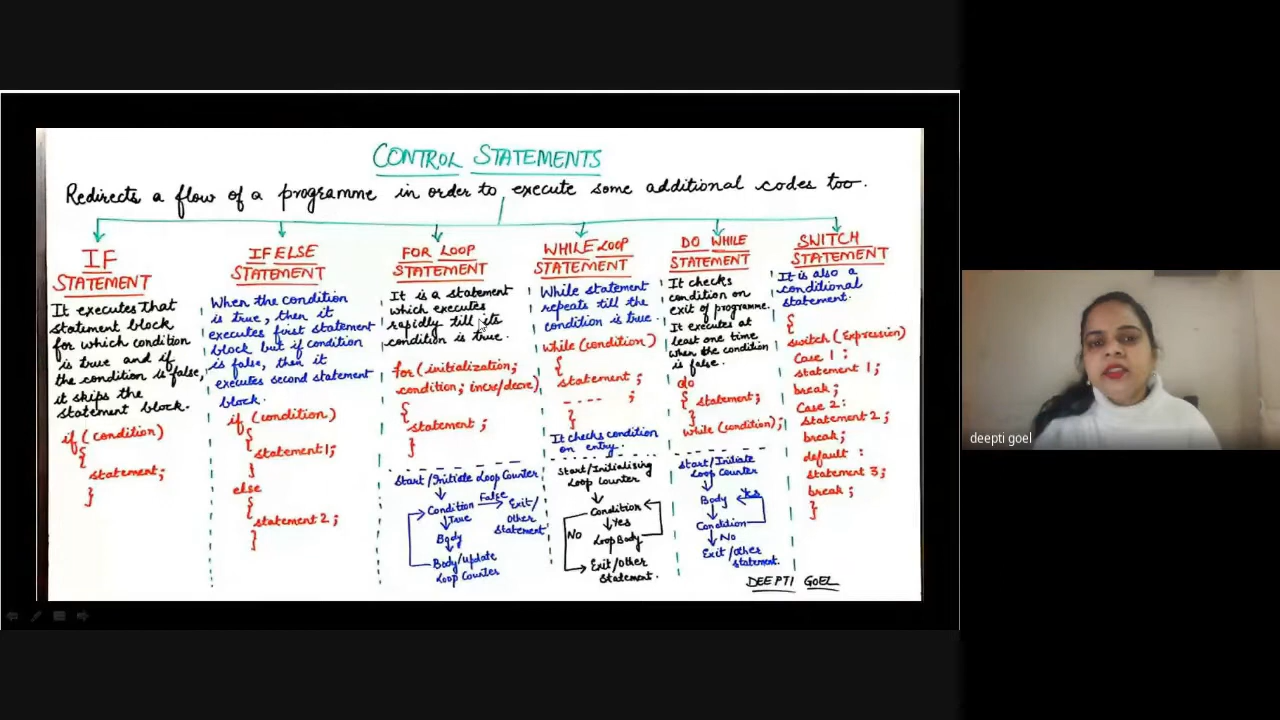 CONTROL STATEMENTS
Redirects a flow of a programme in order to execute some additional codes too.
IF
STATEMENT
It executes that
statement block
for which condition
is true and if
the condition is false,
it skips the
statement block.
if (condition)
{
statement;
}
IF ELSE
STATEMENT
When the condition
is true, then it
executes first statement
block but if condition
is false, then it
executes second statement
block.
if (condition)
{
statement1;
}
else
{
statement 2;
}
FOR LOOP
STATEMENT
It is a statement
which executes
rapidly till its
condition is true.
for (initialization;
condition; incre/decre)
{
statement;
}
Start/Initiate Loop Counter
Condition False Exit/
Other
Statement
True
Body
Body/Update
Loop Counter
WHILE LOOP
STATEMENT
While statement
repeats till the
condition is true.
while (condition)
{
statement;
---- ;
}
It checks condition
on entry.
Start/Initialising
Loop Counter
Condition
Yes
No
Loop Body
Exit/Other
Statement.
DO WHILE
STATEMENT
It checks
condition on
exit of programme.
It executes at
least one time
when the condition
is false.
do
{ statement;
}
while (condition);
Start/Initiate
Loop Counter
Body Yes
Condition
No
Exit/other
statement.
SWITCH
STATEMENT
It is also a
conditional
statement.
{
switch (Expression)
Case 1 :
statement 1;
break;
Case 2:
statement 2;
break;
default :
statement 3;
break;
}
DEEPTI GOEL
deepti goel